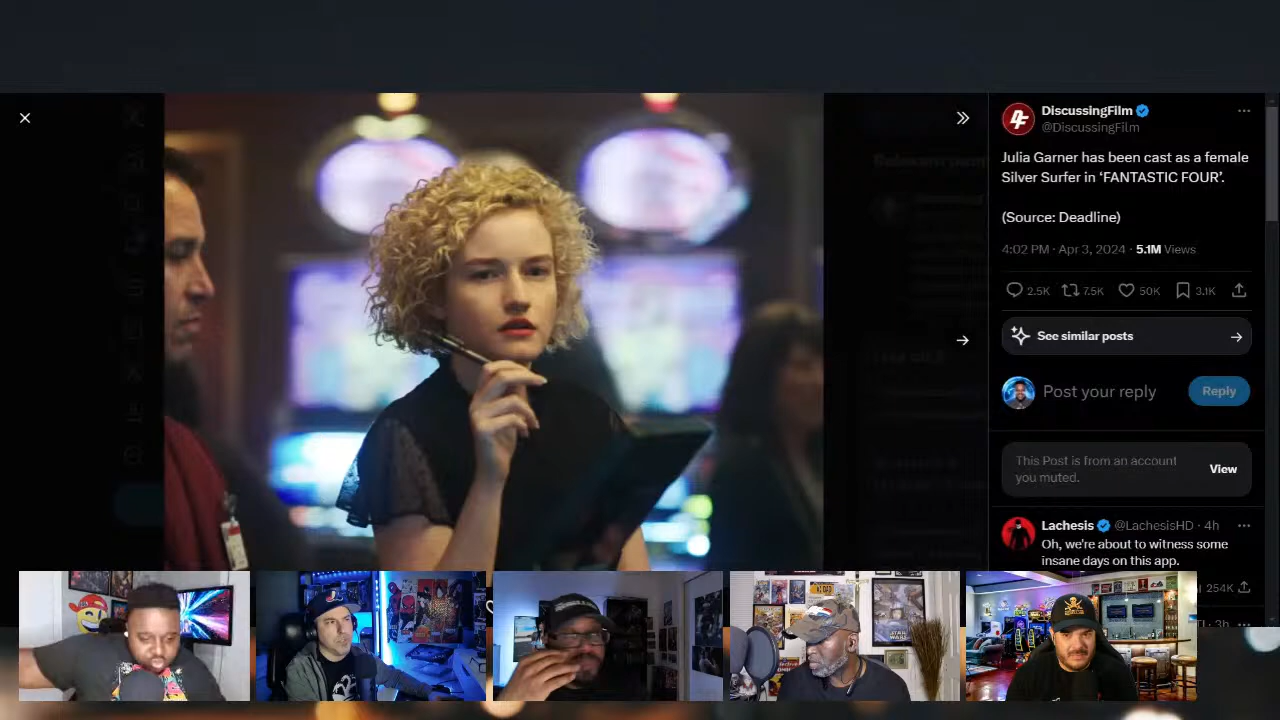 DiscussingFilm
@DiscussingFilm
Julia Garner has been cast as a female
Silver Surfer in ‘FANTASTIC FOUR’.
(Source: Deadline)
4:02 PM · Apr 3, 2024 · 5.1M Views
2.5K 7.5K 50K 3.1K
See similar posts
Post your reply
Reply
This Post is from an account
you muted.
View
Lachesis @LachesisHD · 4h
Oh, we're about to witness some
insane days on this app.
254K
3h
STAR
WARS